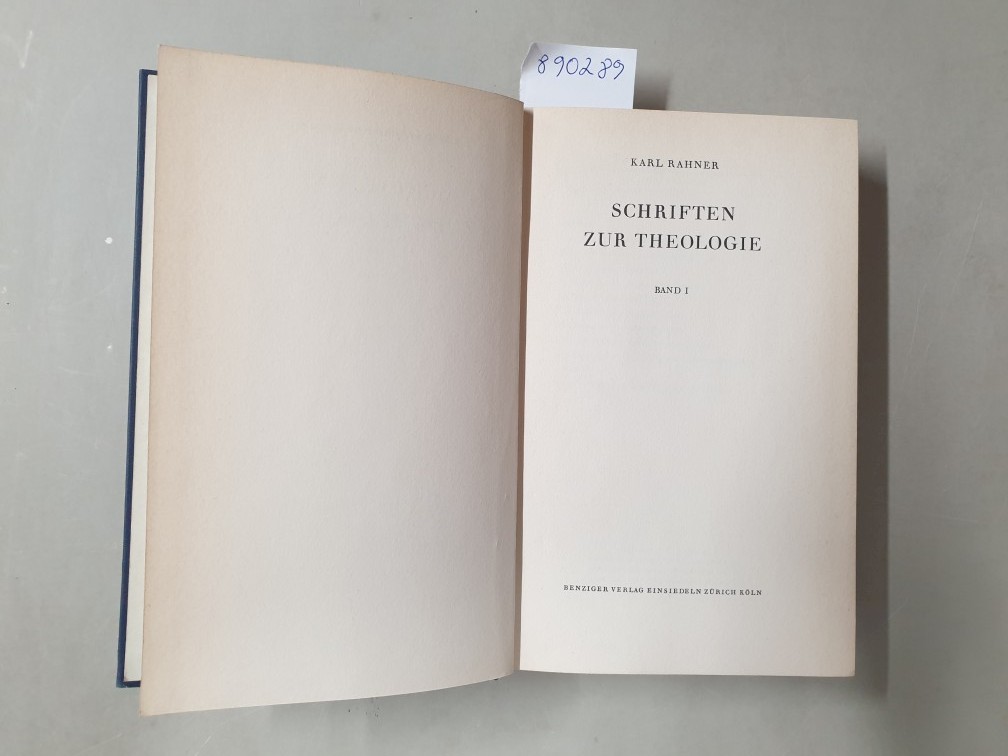 890289
KARL RAHNER
SCHRIFTEN
ZUR THEOLOGIE
BAND I
BENZIGER VERLAG EINSIEDELN ZÜRICH KÖLN